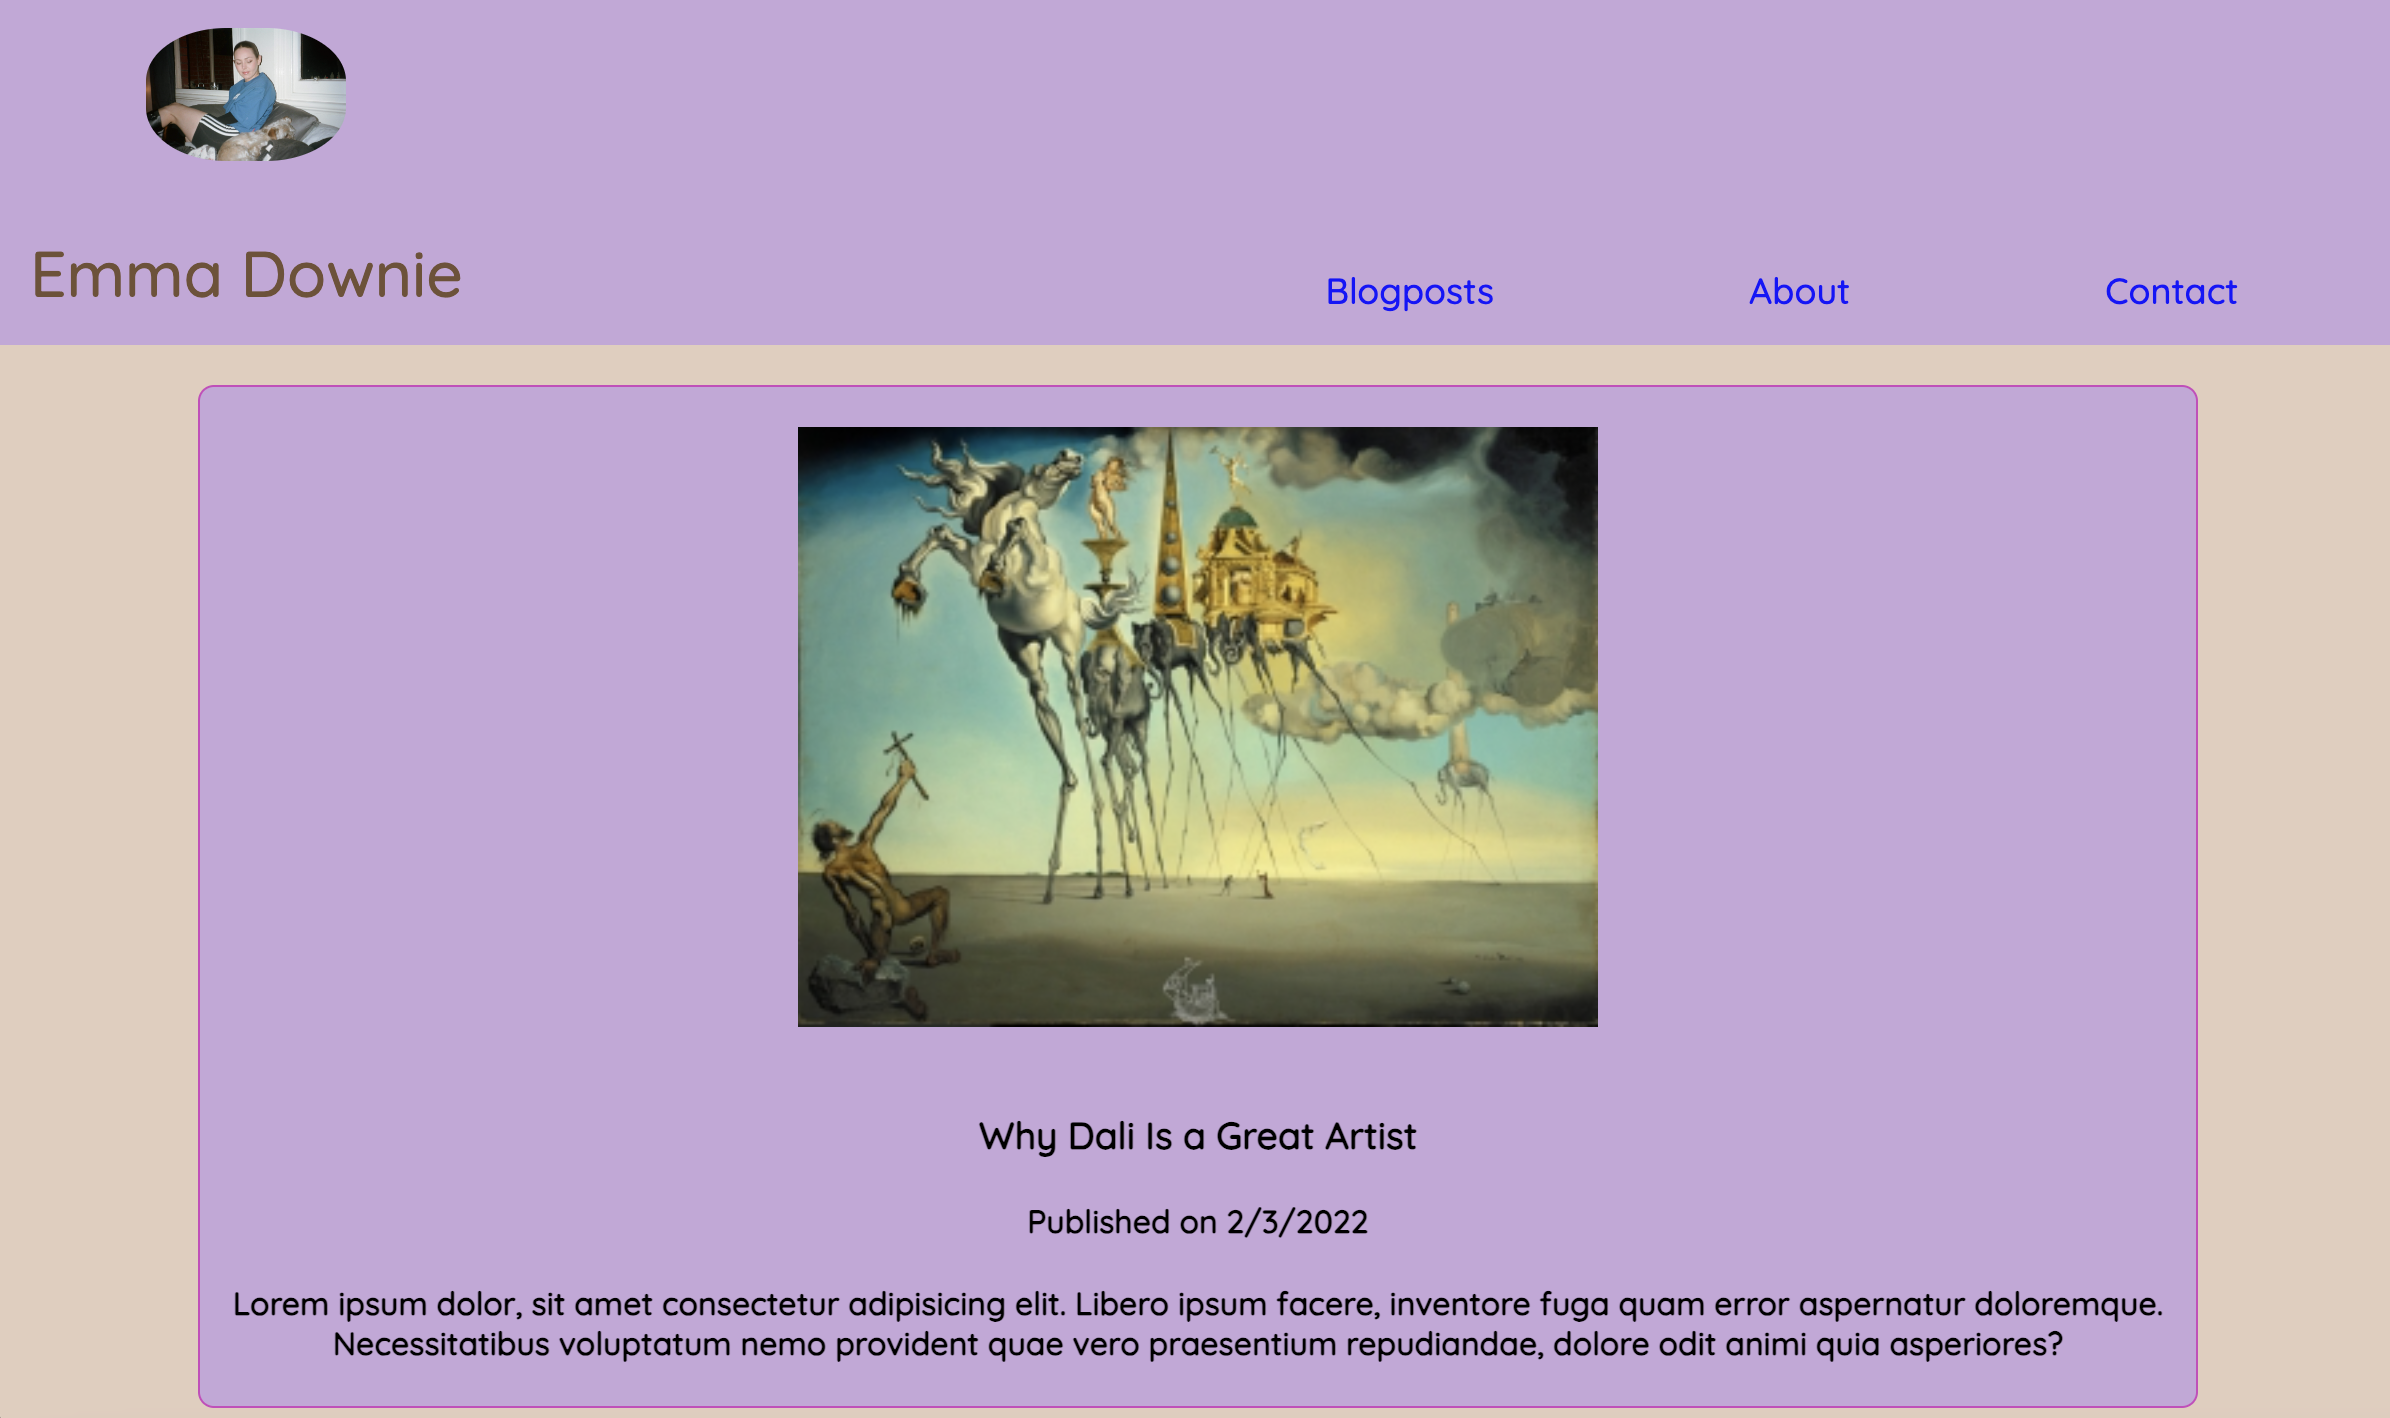 Emma Downie
Blogposts
About
Contact
Why Dali Is a Great Artist
Published on 2/3/2022
Lorem ipsum dolor, sit amet consectetur adipisicing elit. Libero ipsum facere, inventore fuga quam error aspernatur doloremque.
Necessitatibus voluptatum nemo provident quae vero praesentium repudiandae, dolore odit animi quia asperiores?